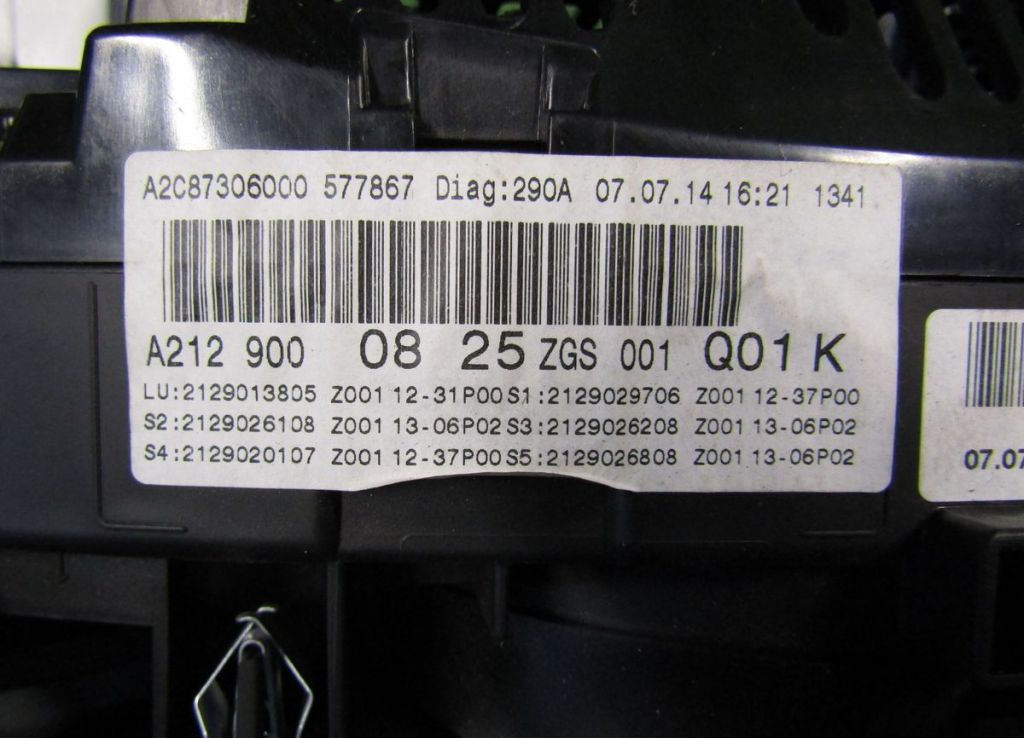 A2C87306000 577867 Diag:290A 07.07.14 16:21 1341
A212 900 08 25 ZGS 001 Q01 K
LU:2129013805 Z001 12-31P00 S1:2129029706 Z001 12-37P00
S2:2129026108 Z001 13-06P02 S3:2129026208 Z001 13-06P02
S4:2129020107 Z001 12-37P00 S5:2129026808 Z001 13-06P02
07.07